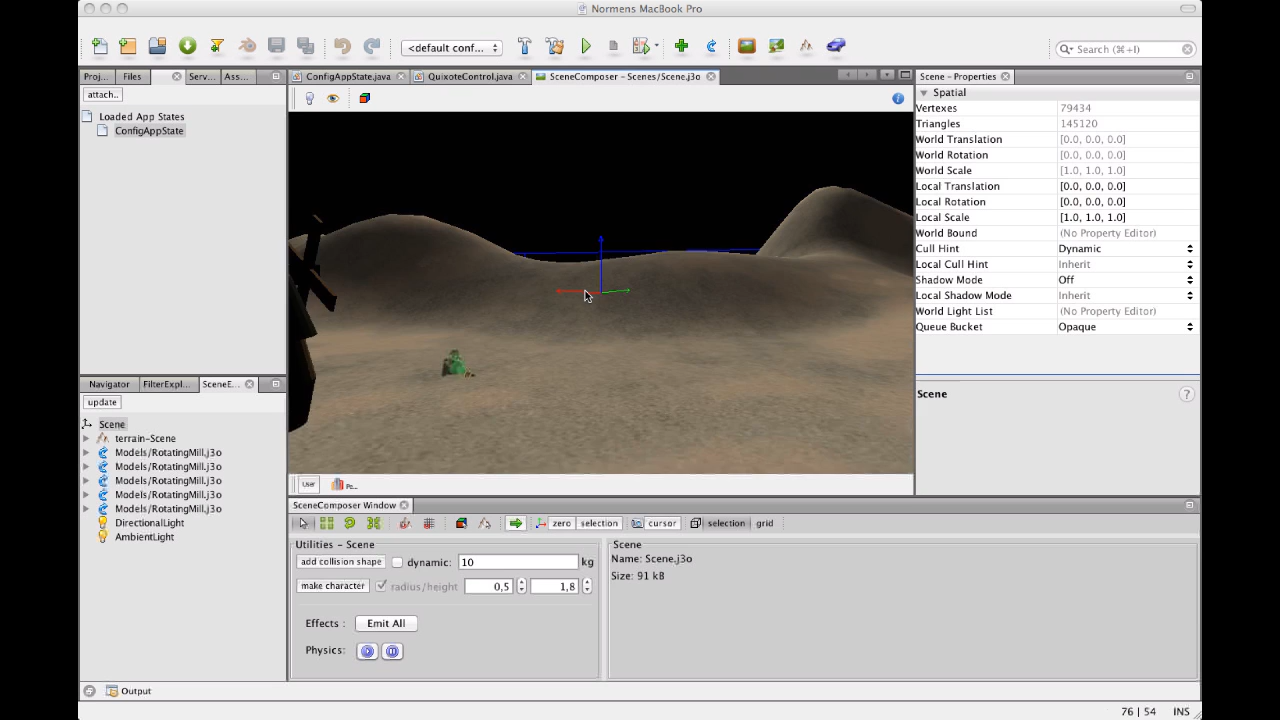 Normens MacBook Pro
<default conf...
Search (⌘+I)
Proj...
Files
Serv...
Ass...
ConfigAppState.java
QuixoteControl.java
SceneComposer - Scenes/Scene.j3o
Scene - Properties
attach..
Loaded App States
ConfigAppState
Spatial
Vertexes 79434
Triangles 145120
World Translation [0.0, 0.0, 0.0]
World Rotation [0.0, 0.0, 0.0]
World Scale [1.0, 1.0, 1.0]
Local Translation [0.0, 0.0, 0.0]
Local Rotation [0.0, 0.0, 0.0]
Local Scale [1.0, 1.0, 1.0]
World Bound (No Property Editor)
Cull Hint Dynamic
Local Cull Hint Inherit
Shadow Mode Off
Local Shadow Mode Inherit
World Light List (No Property Editor)
Queue Bucket Opaque
Scene
?
Navigator
FilterExpl...
SceneE...
update
Scene
terrain-Scene
Models/RotatingMill.j3o
Models/RotatingMill.j3o
Models/RotatingMill.j3o
Models/RotatingMill.j3o
Models/RotatingMill.j3o
DirectionalLight
AmbientLight
User
Pe...
SceneComposer Window
zero
selection
cursor
selection
grid
Utilities - Scene
add collision shape
dynamic:
10
kg
make character
radius/height
0,5
1,8
Effects :
Emit All
Physics:
Scene
Name: Scene.j3o
Size: 91 kB
Output
76 | 54
INS